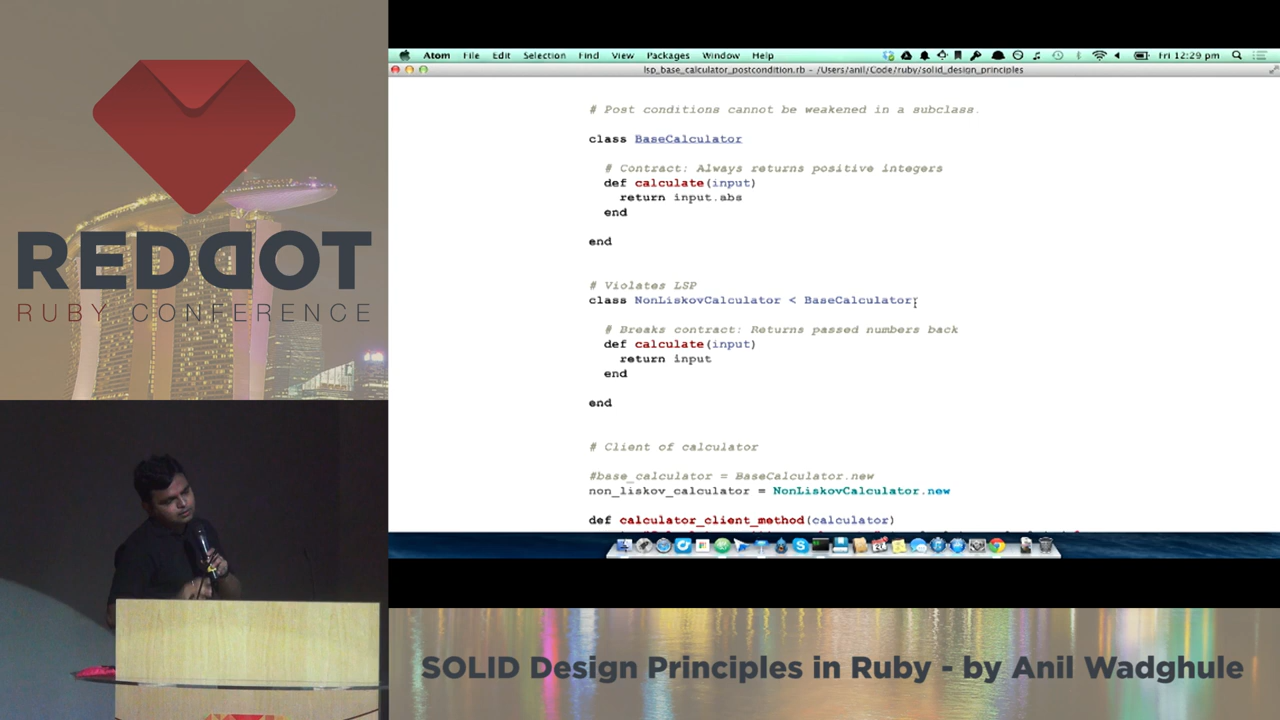 REDDOT
RUBY CONFERENCE
Atom File Edit Selection Find View Packages Window Help
Fri 12:29 pm
lsp_base_calculator_postcondition.rb - /Users/anil/Code/ruby/solid_design_principles
# Post conditions cannot be weakened in a subclass.
class BaseCalculator
# Contract: Always returns positive integers
def calculate(input)
return input.abs
end
end
# Violates LSP
class NonLiskovCalculator < BaseCalculator
# Breaks contract: Returns passed numbers back
def calculate(input)
return input
end
end
# Client of calculator
#base_calculator = BaseCalculator.new
non_liskov_calculator = NonLiskovCalculator.new
def calculator_client_method(calculator)
SOLID Design Principles in Ruby - by Anil Wadghule